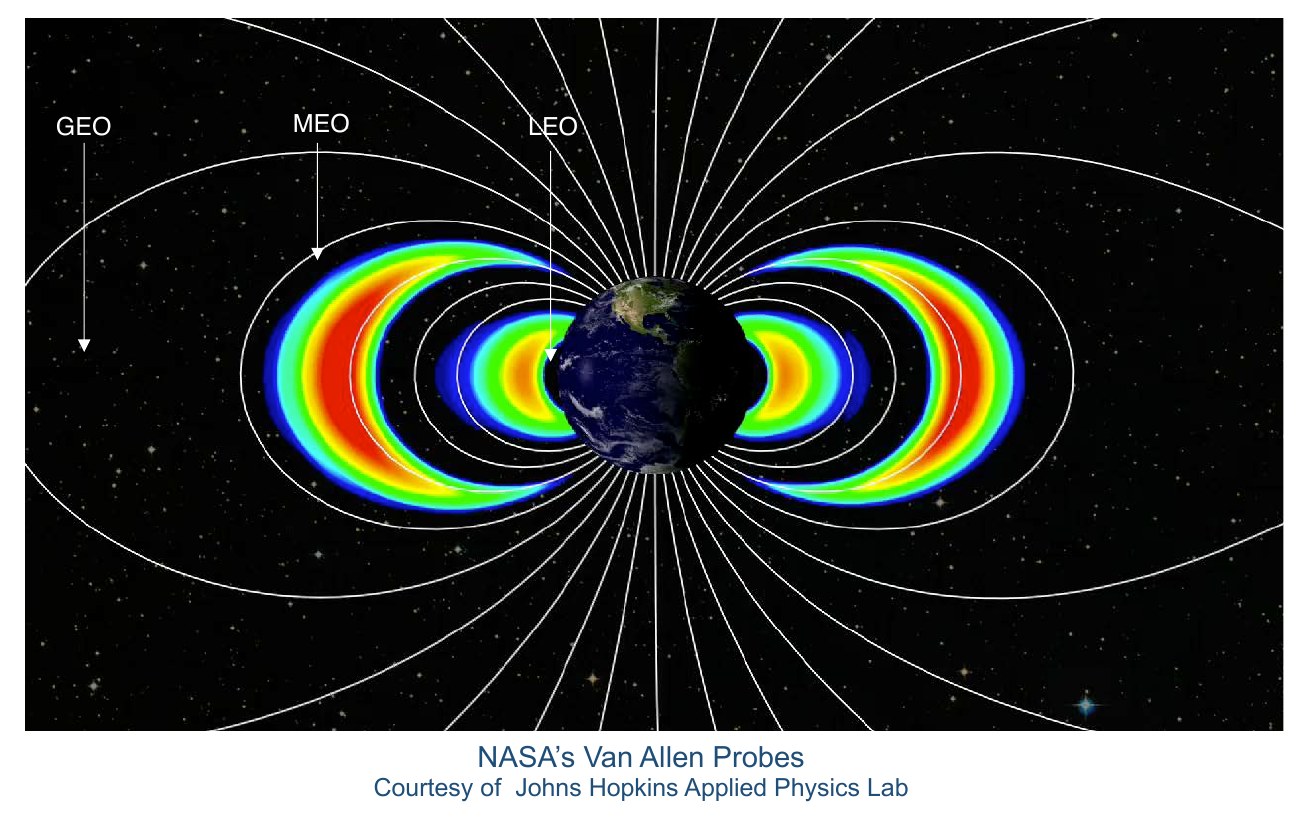 GEO
MEO
LEO
NASA’s Van Allen Probes
Courtesy of  Johns Hopkins Applied Physics Lab